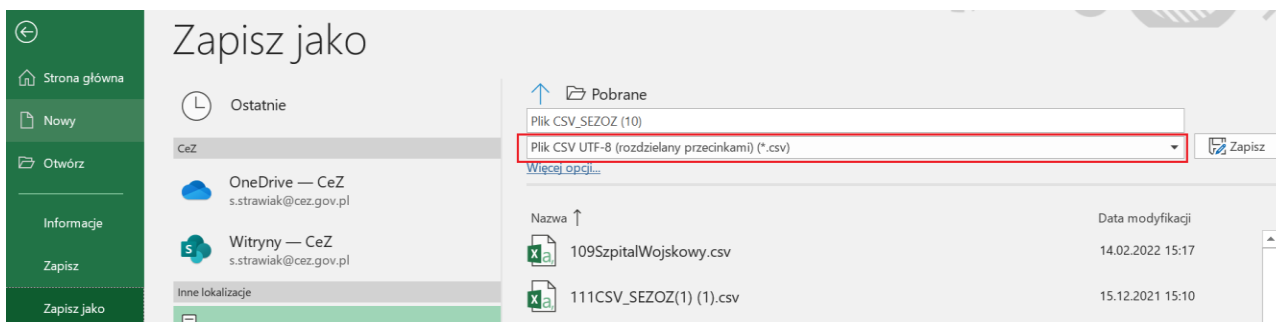 Zapisz jako
Strona główna
Nowy
Otwórz
Informacje
Zapisz
Zapisz jako
Ostatnie
CeZ
OneDrive — CeZ
s.strawiak@cez.gov.pl
Witryny — CeZ
s.strawiak@cez.gov.pl
Inne lokalizacje
Pobrane
Plik CSV_SEZOZ (10)
Plik CSV UTF-8 (rozdzielany przecinkami) (*.csv)
Zapisz
Więcej opcji...
Nazwa ↑ Data modyfikacji
109SzpitalWojskowy.csv 14.02.2022 15:17
111CSV_SEZOZ(1) (1).csv 15.12.2021 15:10